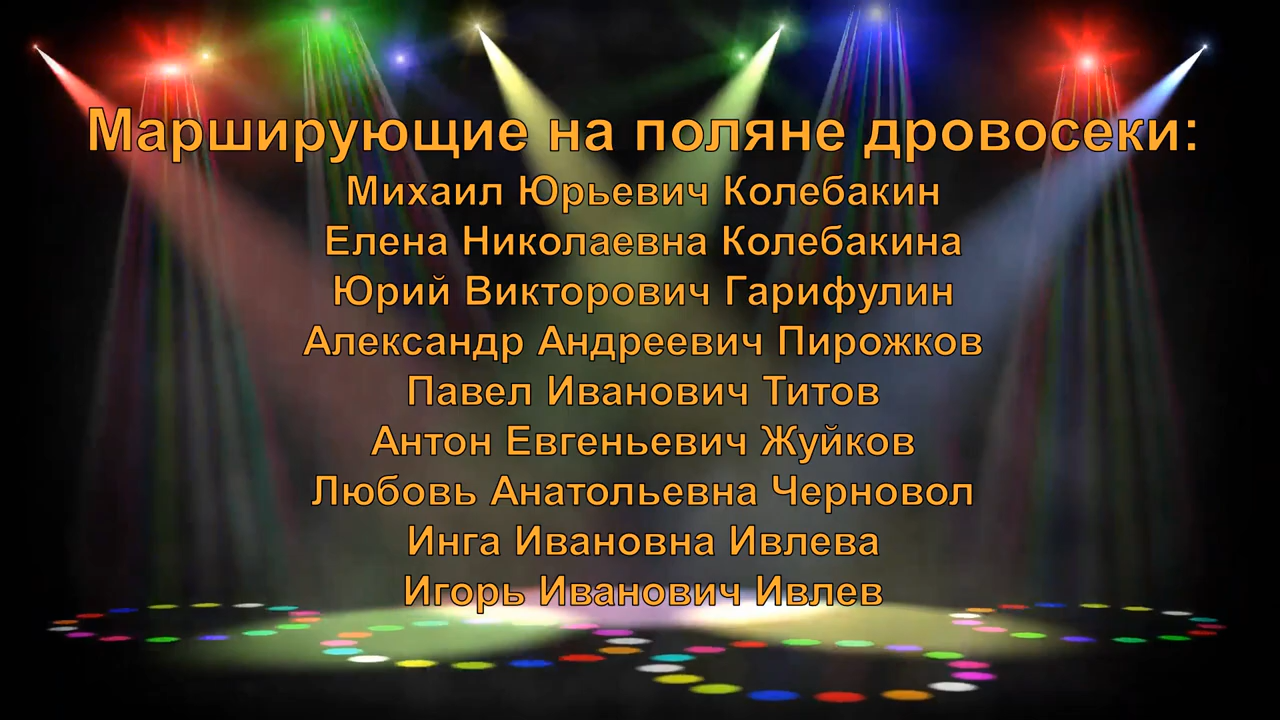 Марширующие на поляне дровосеки:
Михаил Юрьевич Колебакин
Елена Николаевна Колебакина
Юрий Викторович Гарифулин
Александр Андреевич Пирожков
Павел Иванович Титов
Антон Евгеньевич Жуйков
Любовь Анатольевна Черновол
Инга Ивановна Ивлева
Игорь Иванович Ивлев